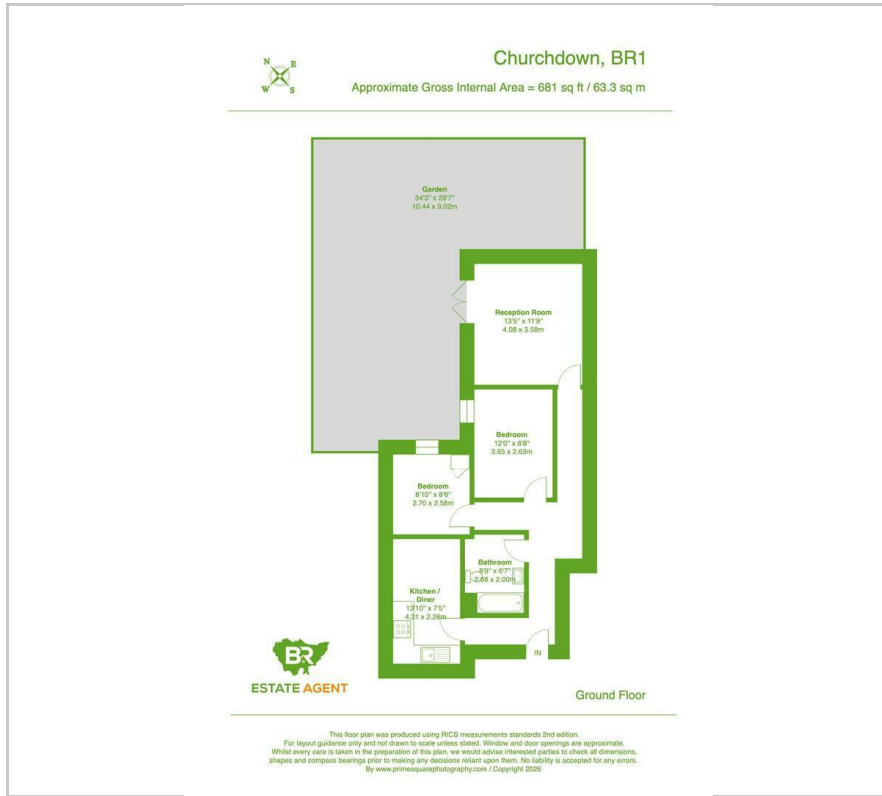 Churchdown, BR1
N
E
W
S
Approximate Gross Internal Area = 681 sq ft / 63.3 sq m
Garden
34'3" x 29'7"
10.44 x 9.02m
Reception Room
13'5" x 11'9"
4.08 x 3.58m
Bedroom
12'0" x 8'8"
3.65 x 2.63m
Bedroom
8'10" x 8'6"
2.70 x 2.58m
Bathroom
8'9" x 6'7"
2.66 x 2.00m
Kitchen /
Diner
13'10" x 7'5"
4.21 x 2.26m
IN
BR
ESTATE AGENT
Ground Floor
This floor plan was produced using RICS measurements standards 2nd edition.
For layout guidance only and not drawn to scale unless stated. Window and door openings are approximate.
Whilst every care is taken in the preparation of this plan, we would advise interested parties to check all dimensions,
shapes and compass bearings prior to making any decisions reliant upon them. No liability is accepted for any errors.
By www.primesquarephotography.com / Copyright 2026